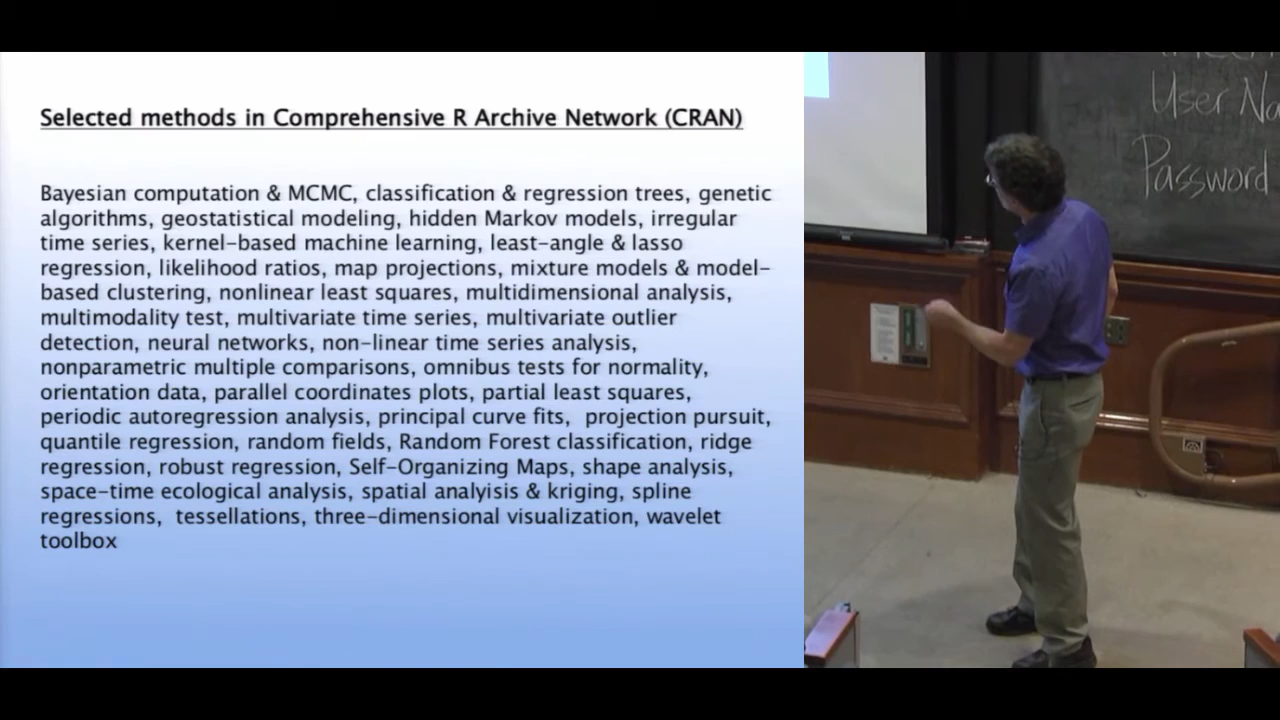 Selected methods in Comprehensive R Archive Network (CRAN)
Bayesian computation & MCMC, classification & regression trees, genetic
algorithms, geostatistical modeling, hidden Markov models, irregular
time series, kernel-based machine learning, least-angle & lasso
regression, likelihood ratios, map projections, mixture models & model-
based clustering, nonlinear least squares, multidimensional analysis,
multimodality test, multivariate time series, multivariate outlier
detection, neural networks, non-linear time series analysis,
nonparametric multiple comparisons, omnibus tests for normality,
orientation data, parallel coordinates plots, partial least squares,
periodic autoregression analysis, principal curve fits,  projection pursuit,
quantile regression, random fields, Random Forest classification, ridge
regression, robust regression, Self-Organizing Maps, shape analysis,
space-time ecological analysis, spatial analyisis & kriging, spline
regressions,  tessellations, three-dimensional visualization, wavelet
toolbox
User Na
Password